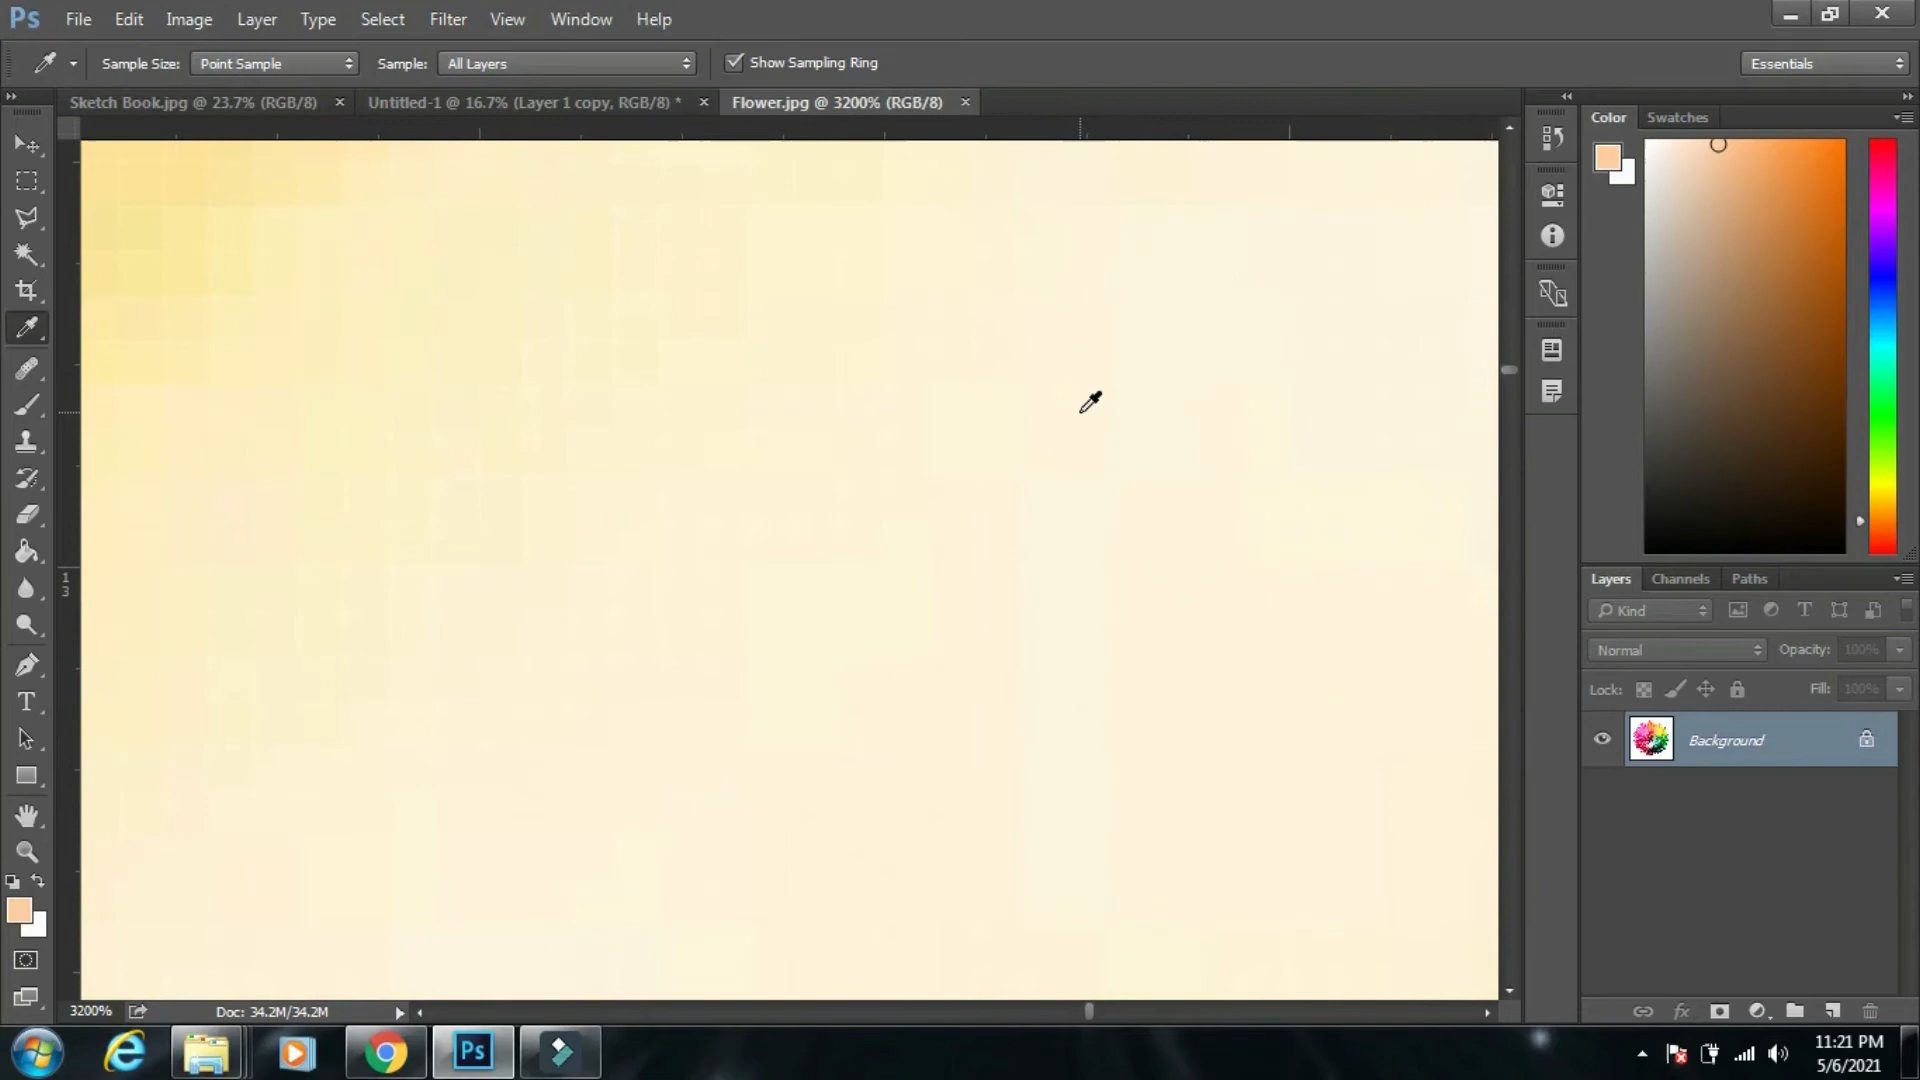 Ps File Edit Image Layer Type Select Filter View Window Help
Sample Size: Point Sample Sample: All Layers Show Sampling Ring Essentials
Sketch Book.jpg @ 23.7% (RGB/8) × Untitled-1 @ 16.7% (Layer 1 copy, RGB/8) * × Flower.jpg @ 3200% (RGB/8) ×
Color Swatches
1
3
Layers Channels Paths
Kind
Normal Opacity: 100%
Lock: Fill: 100%
Background
3200% Doc: 34.2M/34.2M
Ps
11:21 PM
5/6/2021